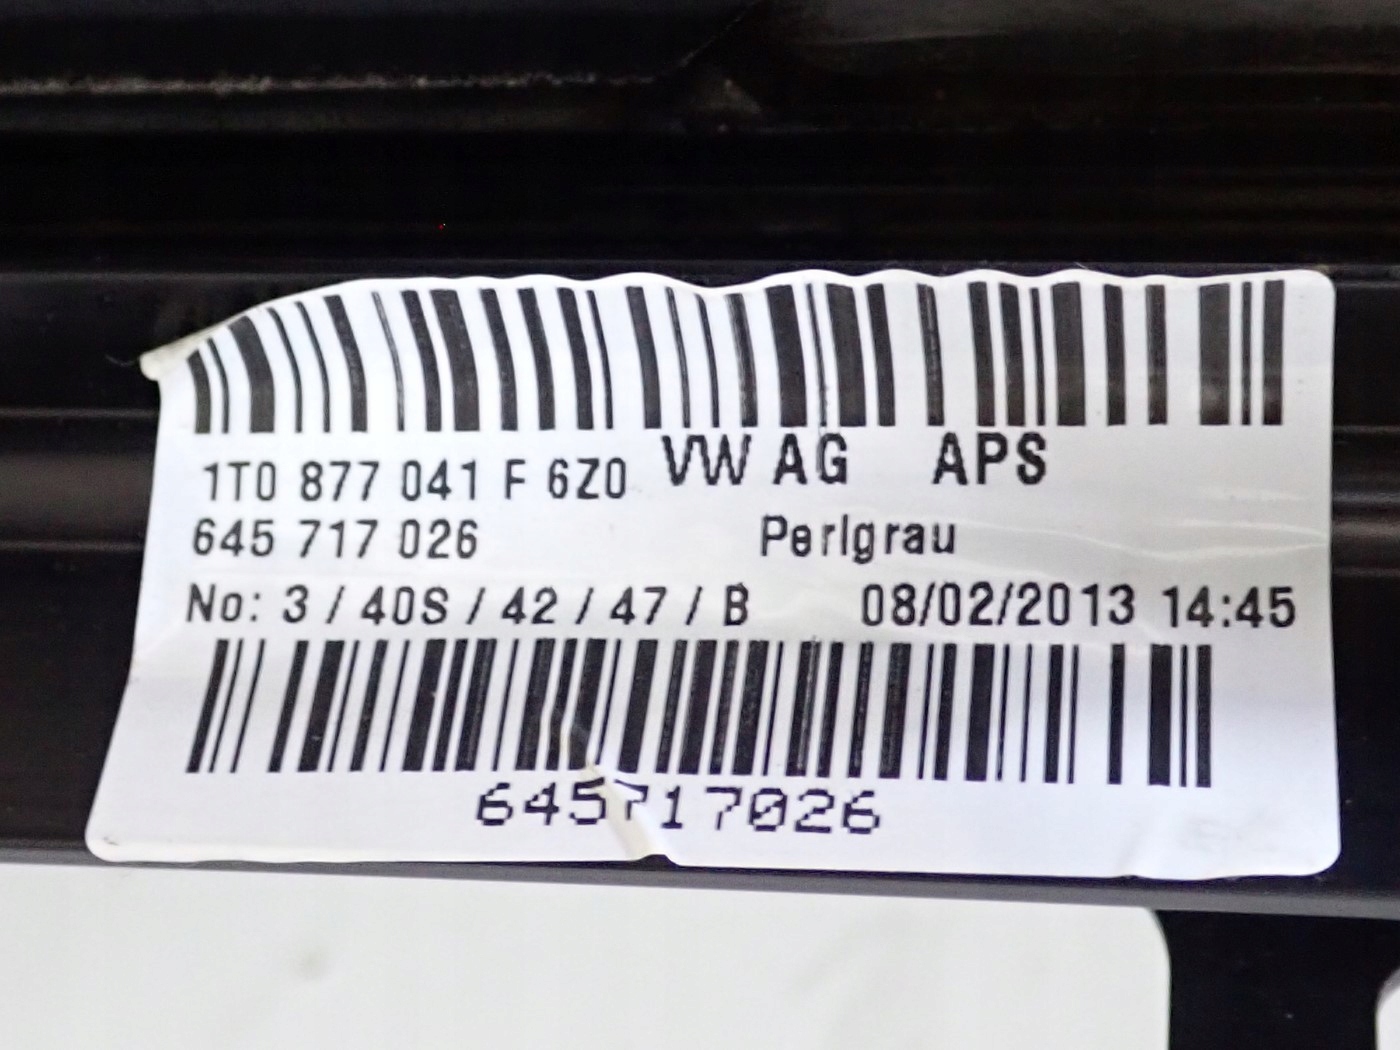 1T0 877 041 F 6Z0 VW AG APS
645 717 026 Perlgrau
No: 3 / 40S / 42 / 47 / B 08/02/2013 14:45
645717026